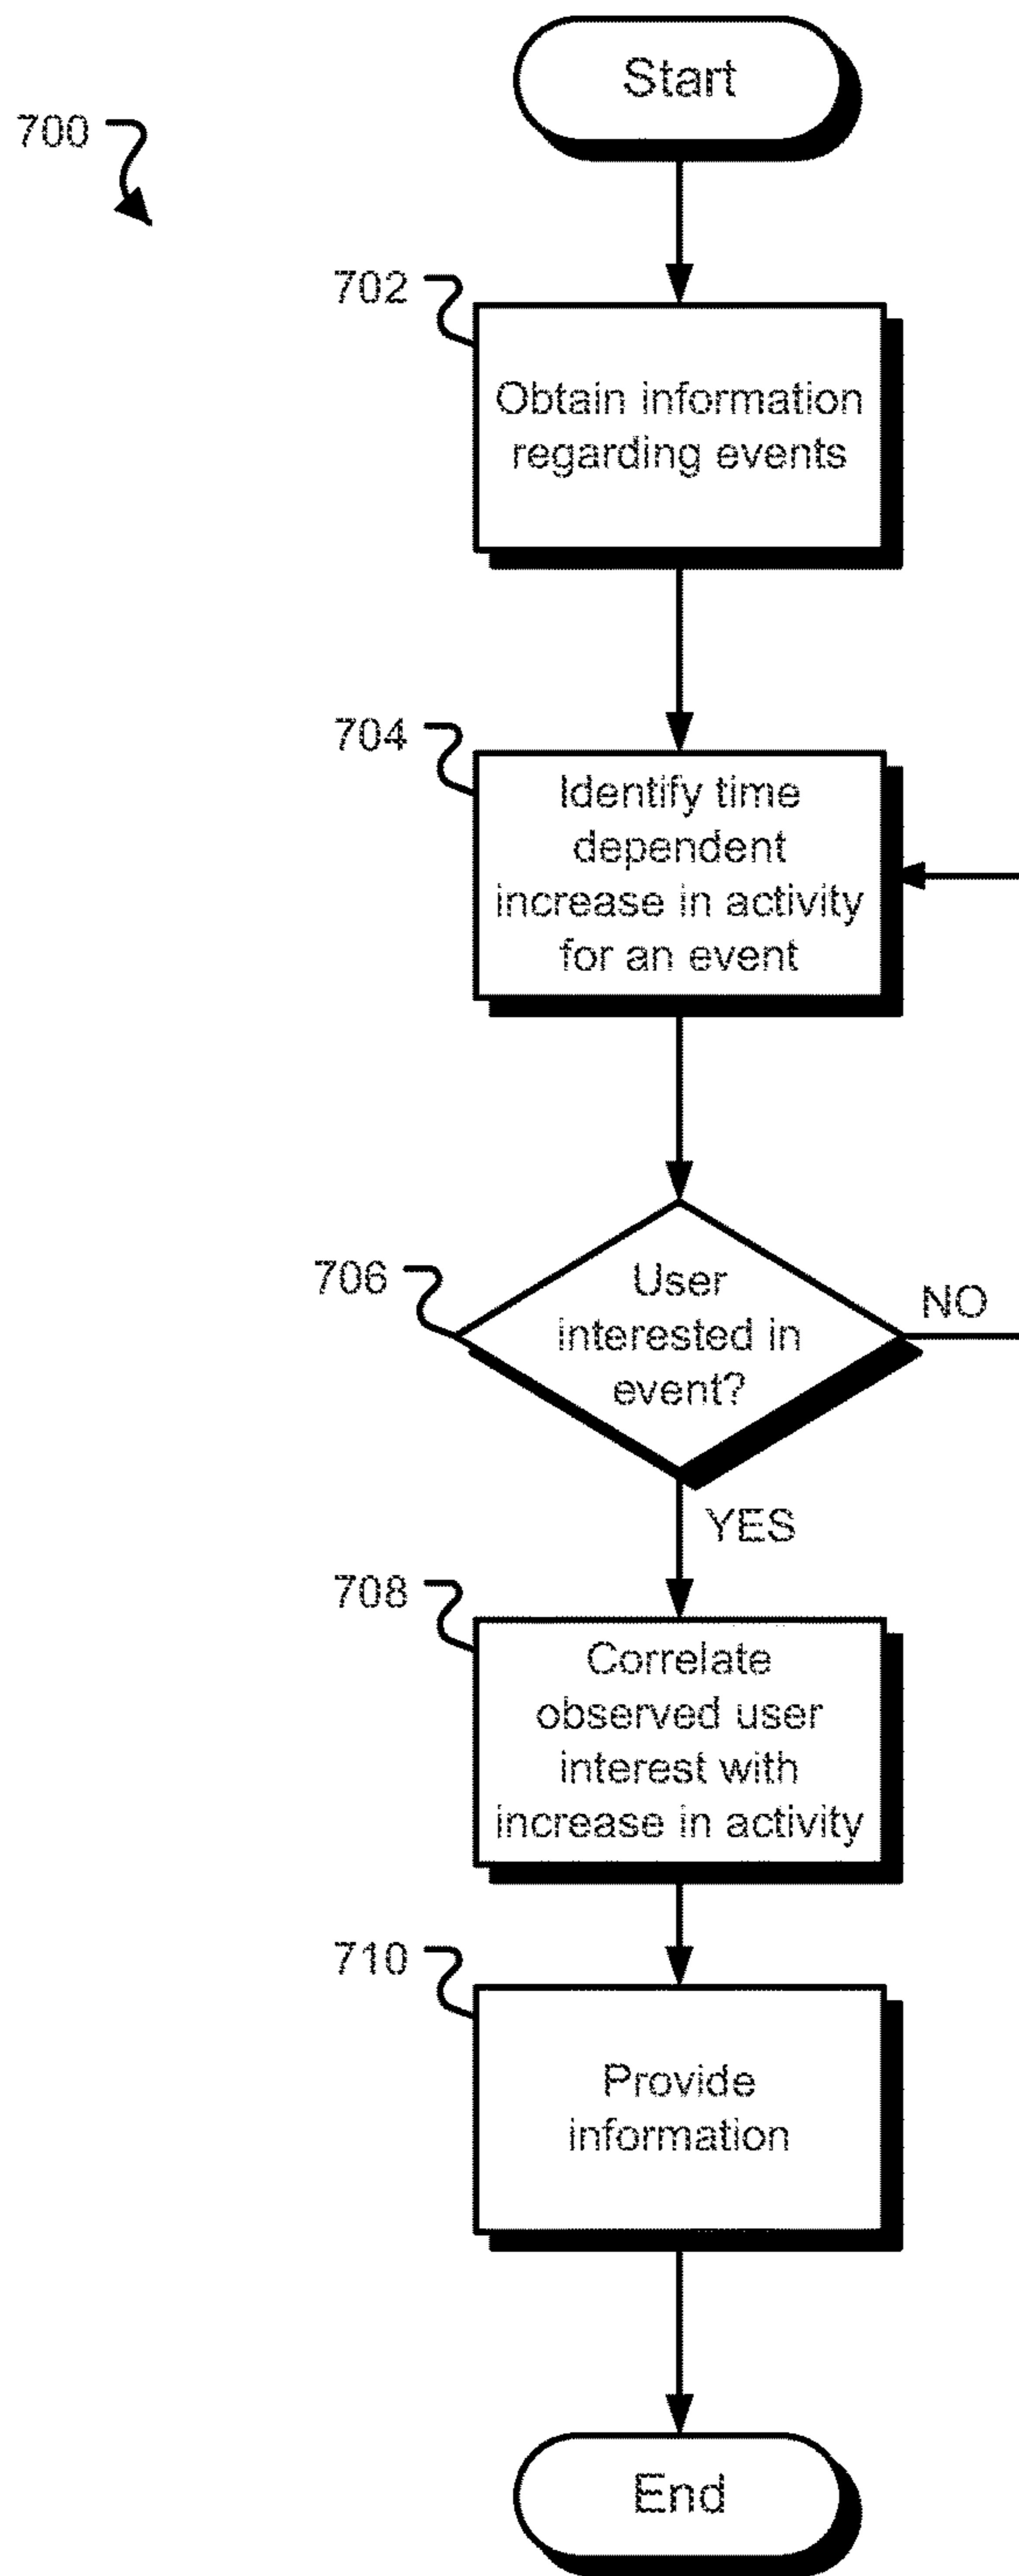 Start
700
702
Obtain information
regarding events
704
Identify time
dependent
increase in activity
for an event
706
User
interested in
event?
NO
YES
708
Correlate
observed user
interest with
increase in activity
710
Provide
information
End